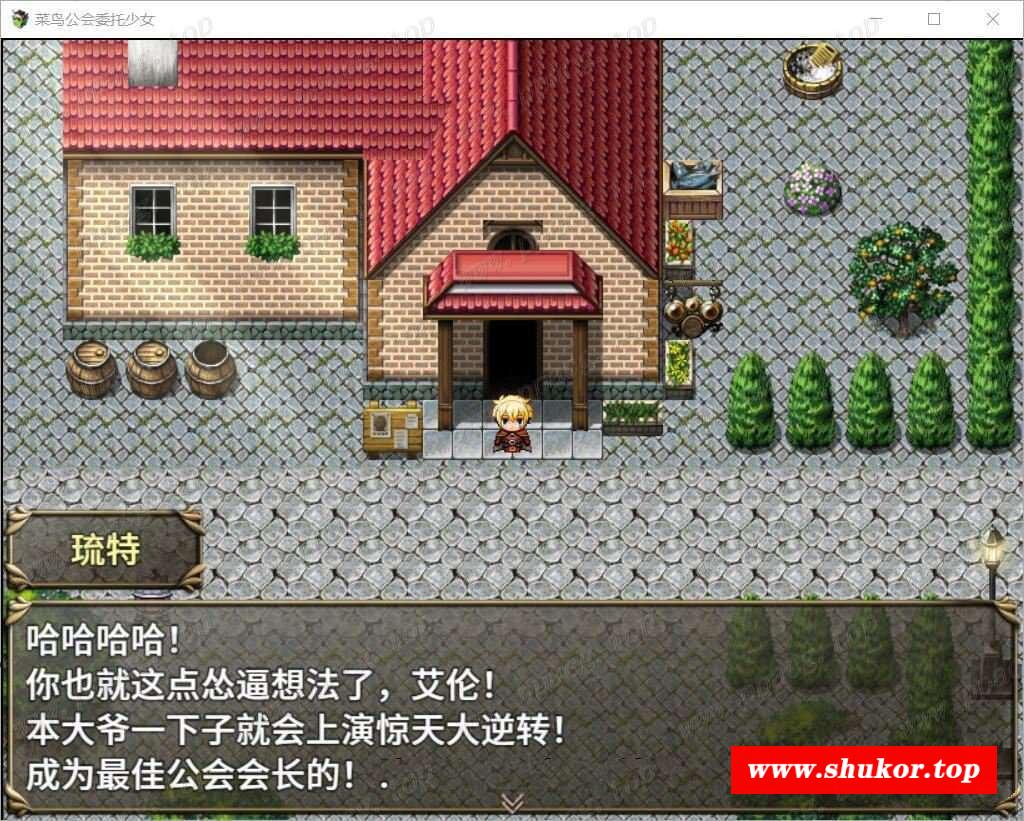 菜鸟公会委托少女
琉特
哈哈哈哈！
你也就这点怂逼想法了，艾伦！
本大爷一下子就会上演惊天大逆转！
成为最佳公会会长的！.
www.shukor.top